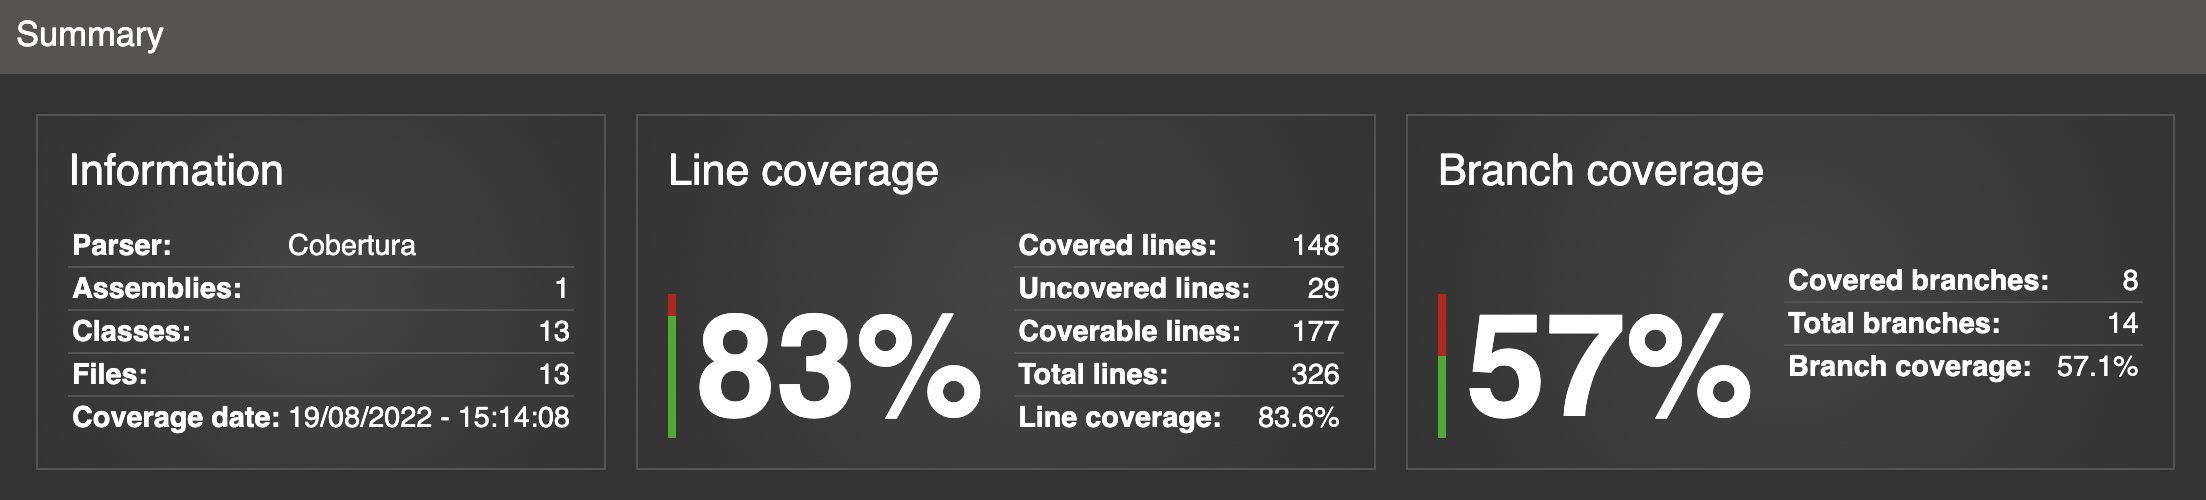 Summary
Information
Parser: Cobertura
Assemblies: 1
Classes: 13
Files: 13
Coverage date: 19/08/2022 - 15:14:08
Line coverage
83%
Covered lines: 148
Uncovered lines: 29
Coverable lines: 177
Total lines: 326
Line coverage: 83.6%
Branch coverage
57%
Covered branches: 8
Total branches: 14
Branch coverage: 57.1%